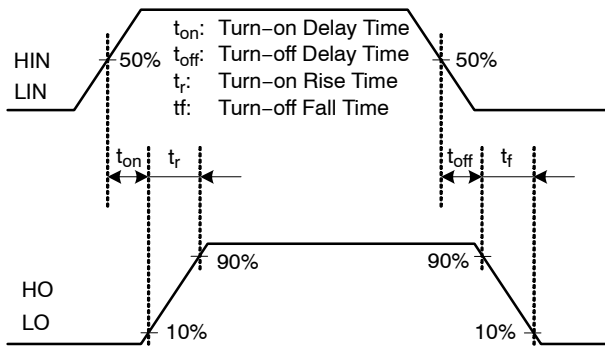 ton: Turn−on Delay Time
toff: Turn−off Delay Time
tr: Turn−on Rise Time
tf: Turn−off Fall Time
HIN
LIN
50%
50%
ton
tr
toff
tf
HO
LO
90%
90%
10%
10%